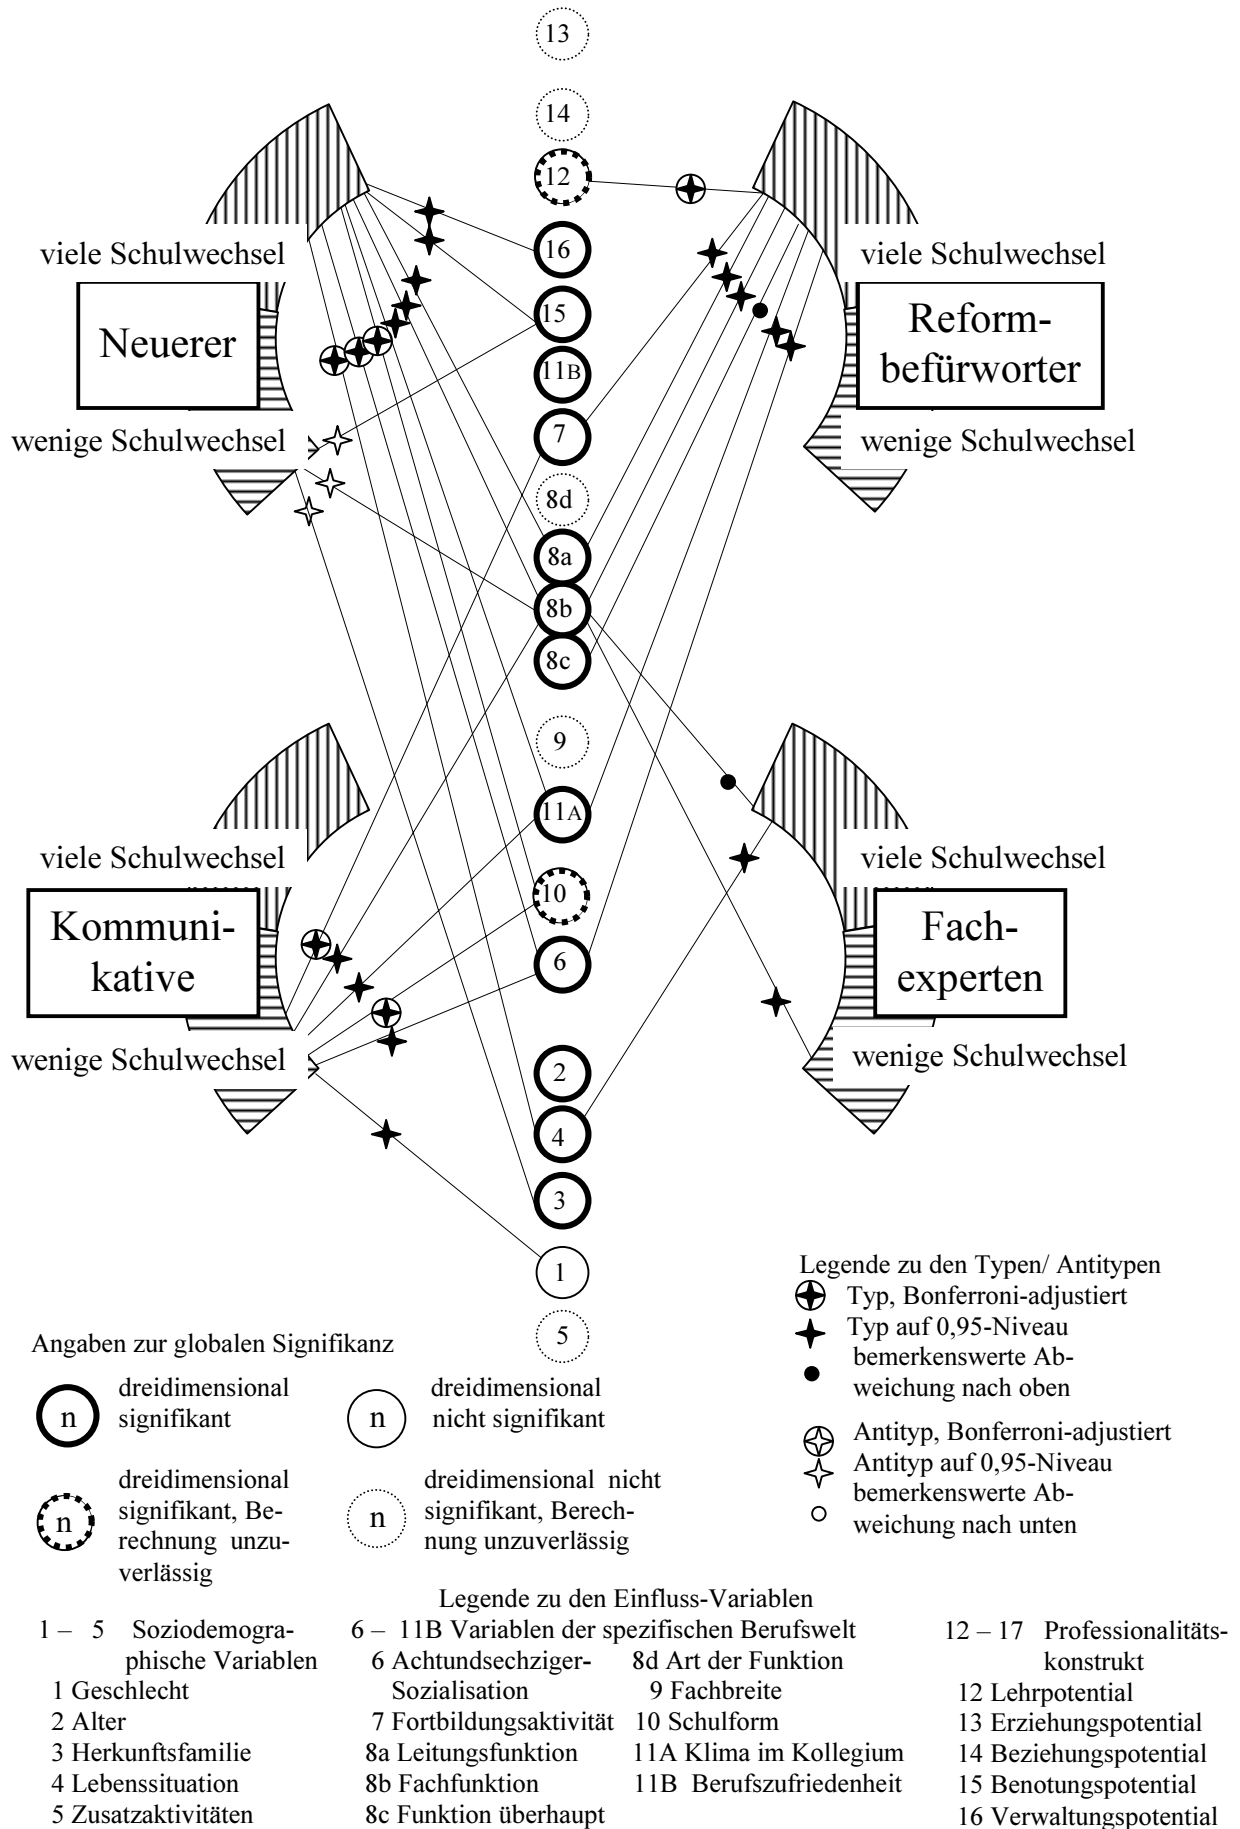 13
14
12
16
viele Schulwechsel
viele Schulwechsel
15
Neuerer
Reform-
befürworter
11B
wenige Schulwechsel
7
wenige Schulwechsel
8d
8a
8b
8c
9
11A
viele Schulwechsel
viele Schulwechsel
10
Kommuni-
kative
Fach-
experten
6
wenige Schulwechsel
wenige Schulwechsel
2
4
3
1
5
Legende zu den Typen/ Antitypen
Typ, Bonferroni-adjustiert
Typ auf 0,95-Niveau
bemerkenswerte Ab-
weichung nach oben
Antityp, Bonferroni-adjustiert
Antityp auf 0,95-Niveau
bemerkenswerte Ab-
weichung nach unten
Angaben zur globalen Signifikanz
n
dreidimensional
signifikant
n
dreidimensional
nicht signifikant
n
dreidimensional
signifikant, Be-
rechnung unzu-
verlässig
n
dreidimensional nicht
signifikant, Berech-
nung unzuverlässig
Legende zu den Einfluss-Variablen
1 – 5 Soziodemogra-
phische Variablen
1 Geschlecht
2 Alter
3 Herkunftsfamilie
4 Lebenssituation
5 Zusatzaktivitäten
6 – 11B Variablen der spezifischen Berufswelt
6 Achtundsechziger-
Sozialisation
7 Fortbildungsaktivität
8a Leitungsfunktion
8b Fachfunktion
8c Funktion überhaupt
8d Art der Funktion
9 Fachbreite
10 Schulform
11A Klima im Kollegium
11B Berufszufriedenheit
12 – 17 Professionalitäts-
konstrukt
12 Lehrpotential
13 Erziehungspotential
14 Beziehungspotential
15 Benotungspotential
16 Verwaltungspotential